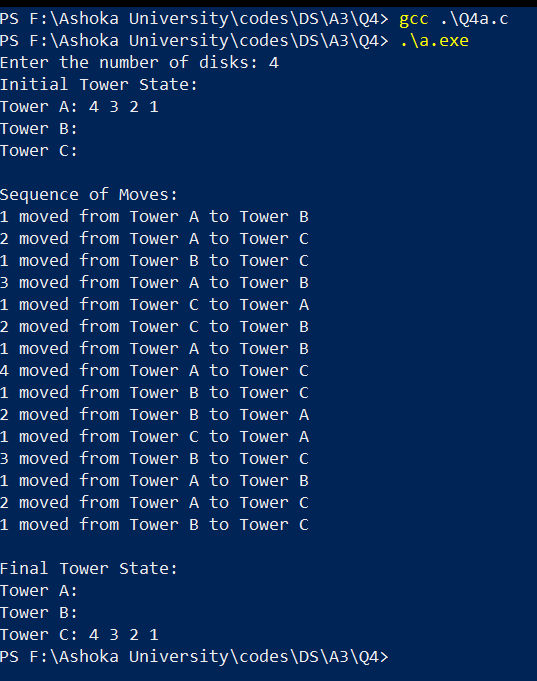 PS F:\Ashoka University\codes\DS\A3\Q4> gcc .\Q4a.c
PS F:\Ashoka University\codes\DS\A3\Q4> .\a.exe
Enter the number of disks: 4
Initial Tower State:
Tower A: 4 3 2 1
Tower B:
Tower C:

Sequence of Moves:
1 moved from Tower A to Tower B
2 moved from Tower A to Tower C
1 moved from Tower B to Tower C
3 moved from Tower A to Tower B
1 moved from Tower C to Tower A
2 moved from Tower C to Tower B
1 moved from Tower A to Tower B
4 moved from Tower A to Tower C
1 moved from Tower B to Tower C
2 moved from Tower B to Tower A
1 moved from Tower C to Tower A
3 moved from Tower B to Tower C
1 moved from Tower A to Tower B
2 moved from Tower A to Tower C
1 moved from Tower B to Tower C

Final Tower State:
Tower A:
Tower B:
Tower C: 4 3 2 1
PS F:\Ashoka University\codes\DS\A3\Q4>